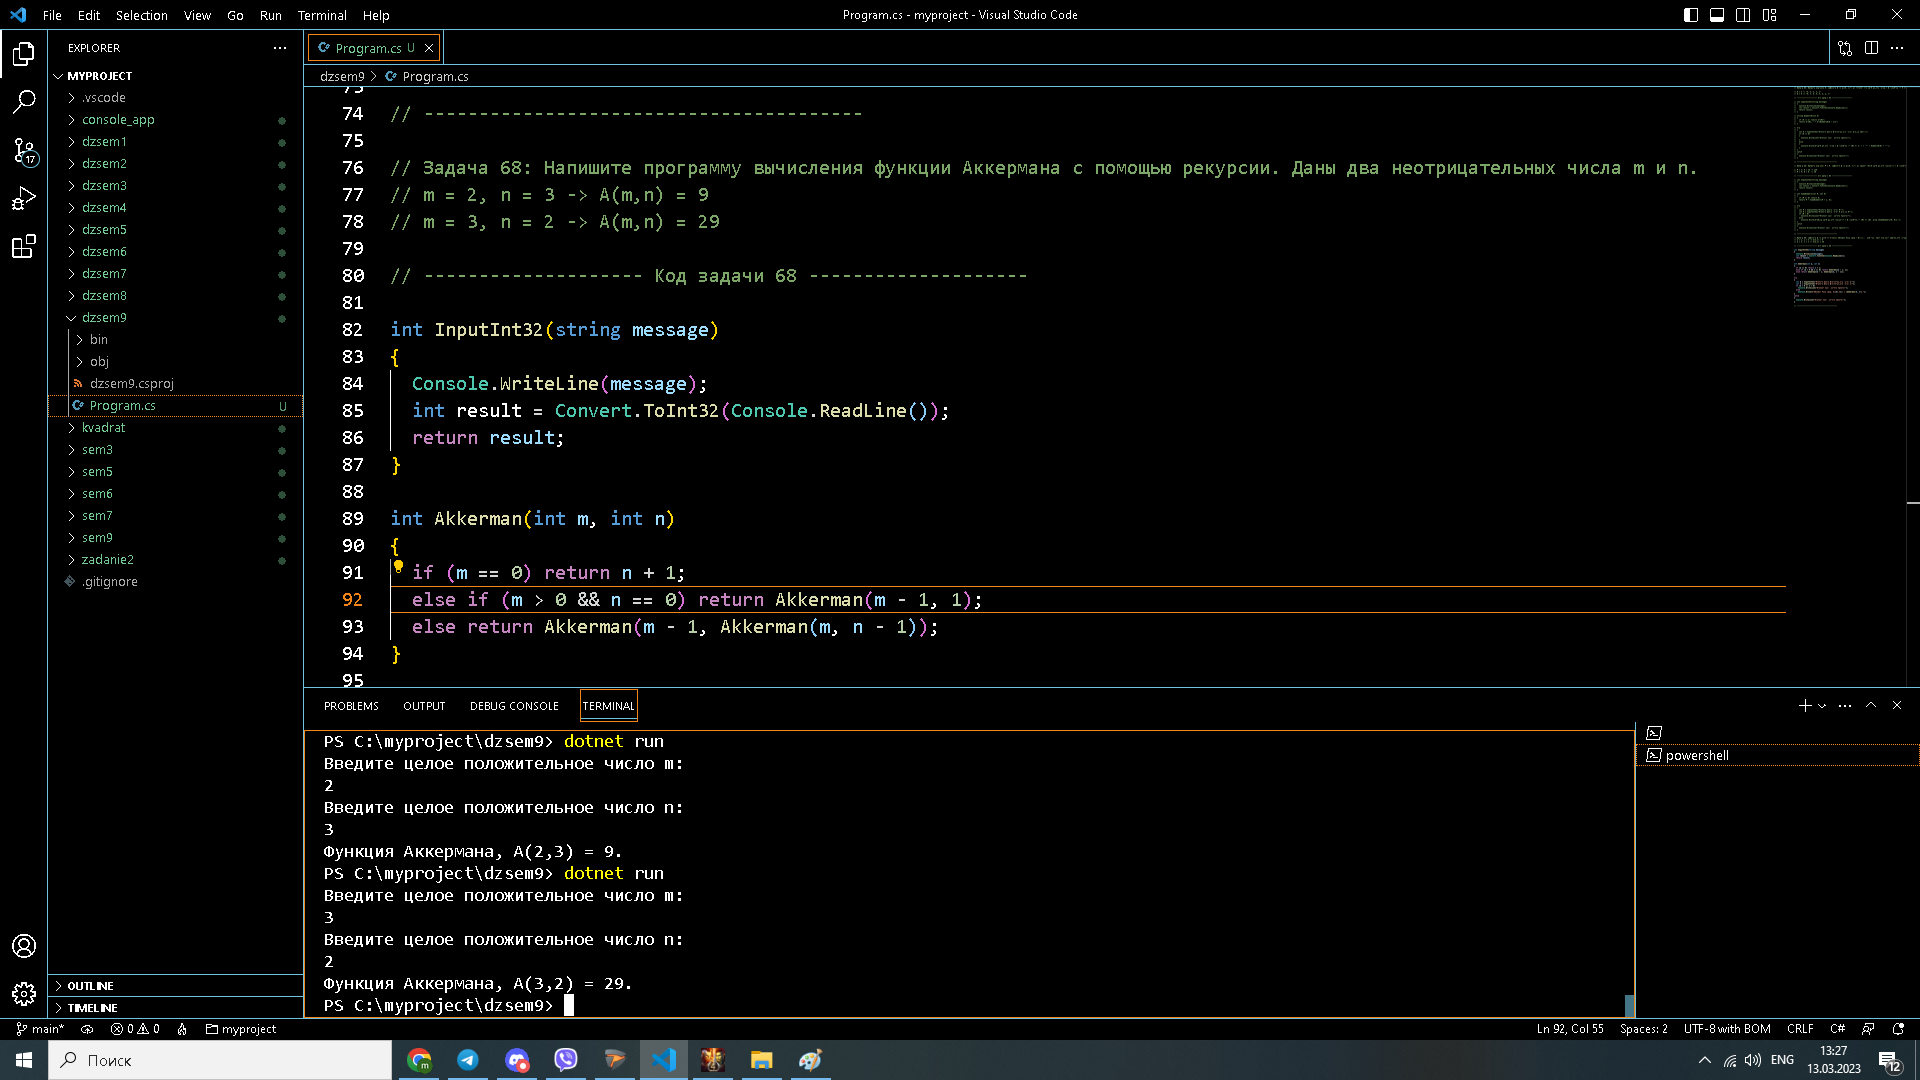 File Edit Selection View Go Run Terminal Help
Program.cs - myproject - Visual Studio Code
EXPLORER
MYPROJECT
.vscode
console_app
dzsem1
dzsem2
dzsem3
dzsem4
dzsem5
dzsem6
dzsem7
dzsem8
dzsem9
bin
obj
dzsem9.csproj
Program.cs U
kvadrat
sem3
sem5
sem6
sem7
sem9
zadanie2
.gitignore
OUTLINE
TIMELINE
17
Program.cs U
dzsem9 > Program.cs
73
74 // ----------------------------------------
75
76 // Задача 68: Напишите программу вычисления функции Аккермана с помощью рекурсии. Даны два неотрицательных числа m и n.
77 // m = 2, n = 3 -> A(m,n) = 9
78 // m = 3, n = 2 -> A(m,n) = 29
79
80 // -------------------- Код задачи 68 --------------------
81
82 int InputInt32(string message)
83 {
84 Console.WriteLine(message);
85 int result = Convert.ToInt32(Console.ReadLine());
86 return result;
87 }
88
89 int Akkerman(int m, int n)
90 {
91 if (m == 0) return n + 1;
92 else if (m > 0 && n == 0) return Akkerman(m - 1, 1);
93 else return Akkerman(m - 1, Akkerman(m, n - 1));
94 }
95
PROBLEMS OUTPUT DEBUG CONSOLE TERMINAL
PS C:\myproject\dzsem9> dotnet run
Введите целое положительное число m:
2
Введите целое положительное число n:
3
Функция Аккермана, A(2,3) = 9.
PS C:\myproject\dzsem9> dotnet run
Введите целое положительное число m:
3
Введите целое положительное число n:
2
Функция Аккермана, A(3,2) = 29.
PS C:\myproject\dzsem9>
powershell
main* 0 0 myproject
Ln 92, Col 55 Spaces: 2 UTF-8 with BOM CRLF C#
Поиск
ENG
13:27
13.03.2023
12